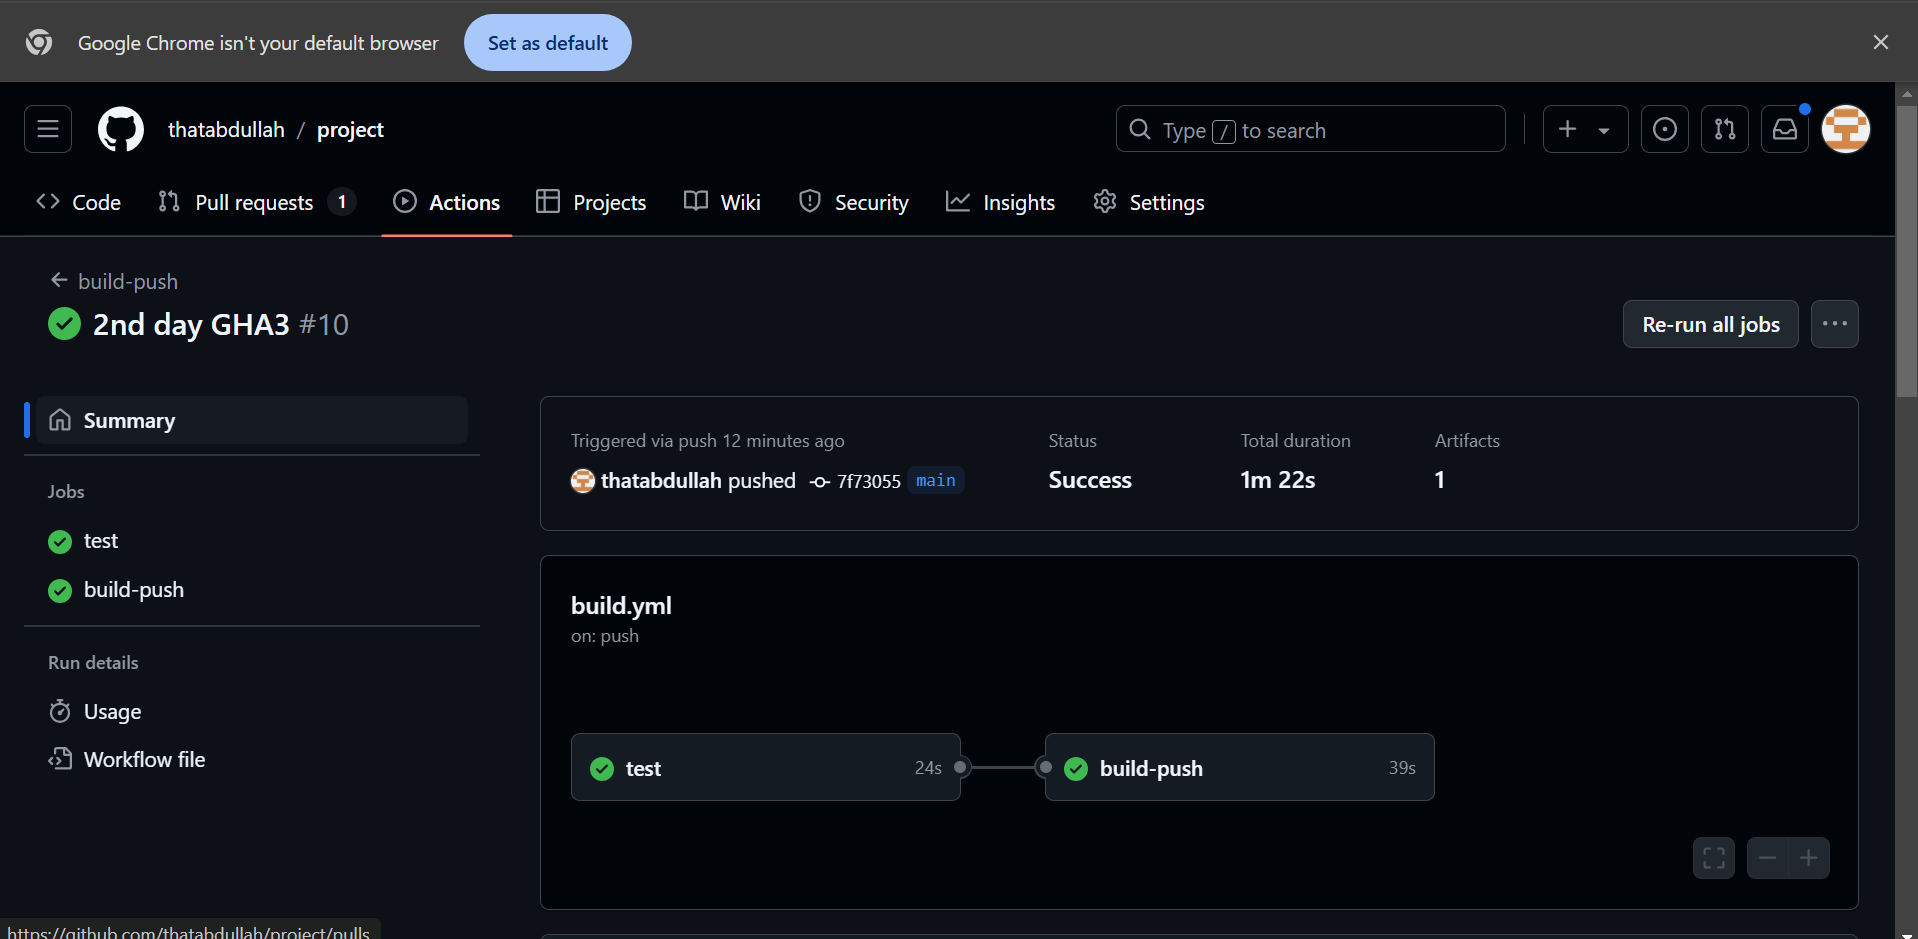 Google Chrome isn't your default browser
Set as default
thatabdullah / project
Type / to search
Code
Pull requests 1
Actions
Projects
Wiki
Security
Insights
Settings
build-push
2nd day GHA3 #10
Re-run all jobs
Summary
Jobs
test
build-push
Run details
Usage
Workflow file
Triggered via push 12 minutes ago
thatabdullah pushed 7f73055 main
Status
Success
Total duration
1m 22s
Artifacts
1
build.yml
on: push
test 24s
build-push 39s
https://github.com/thatabdullah/project/pulls